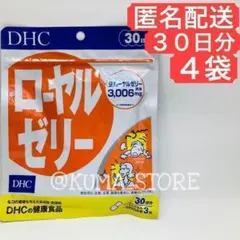 匿名配送
30日分
4袋
DHC
30日分
ローヤル
ゼリー
生ローヤルゼリー
3,006mg
@KUMA STORE
30日分
DHCの健康食品